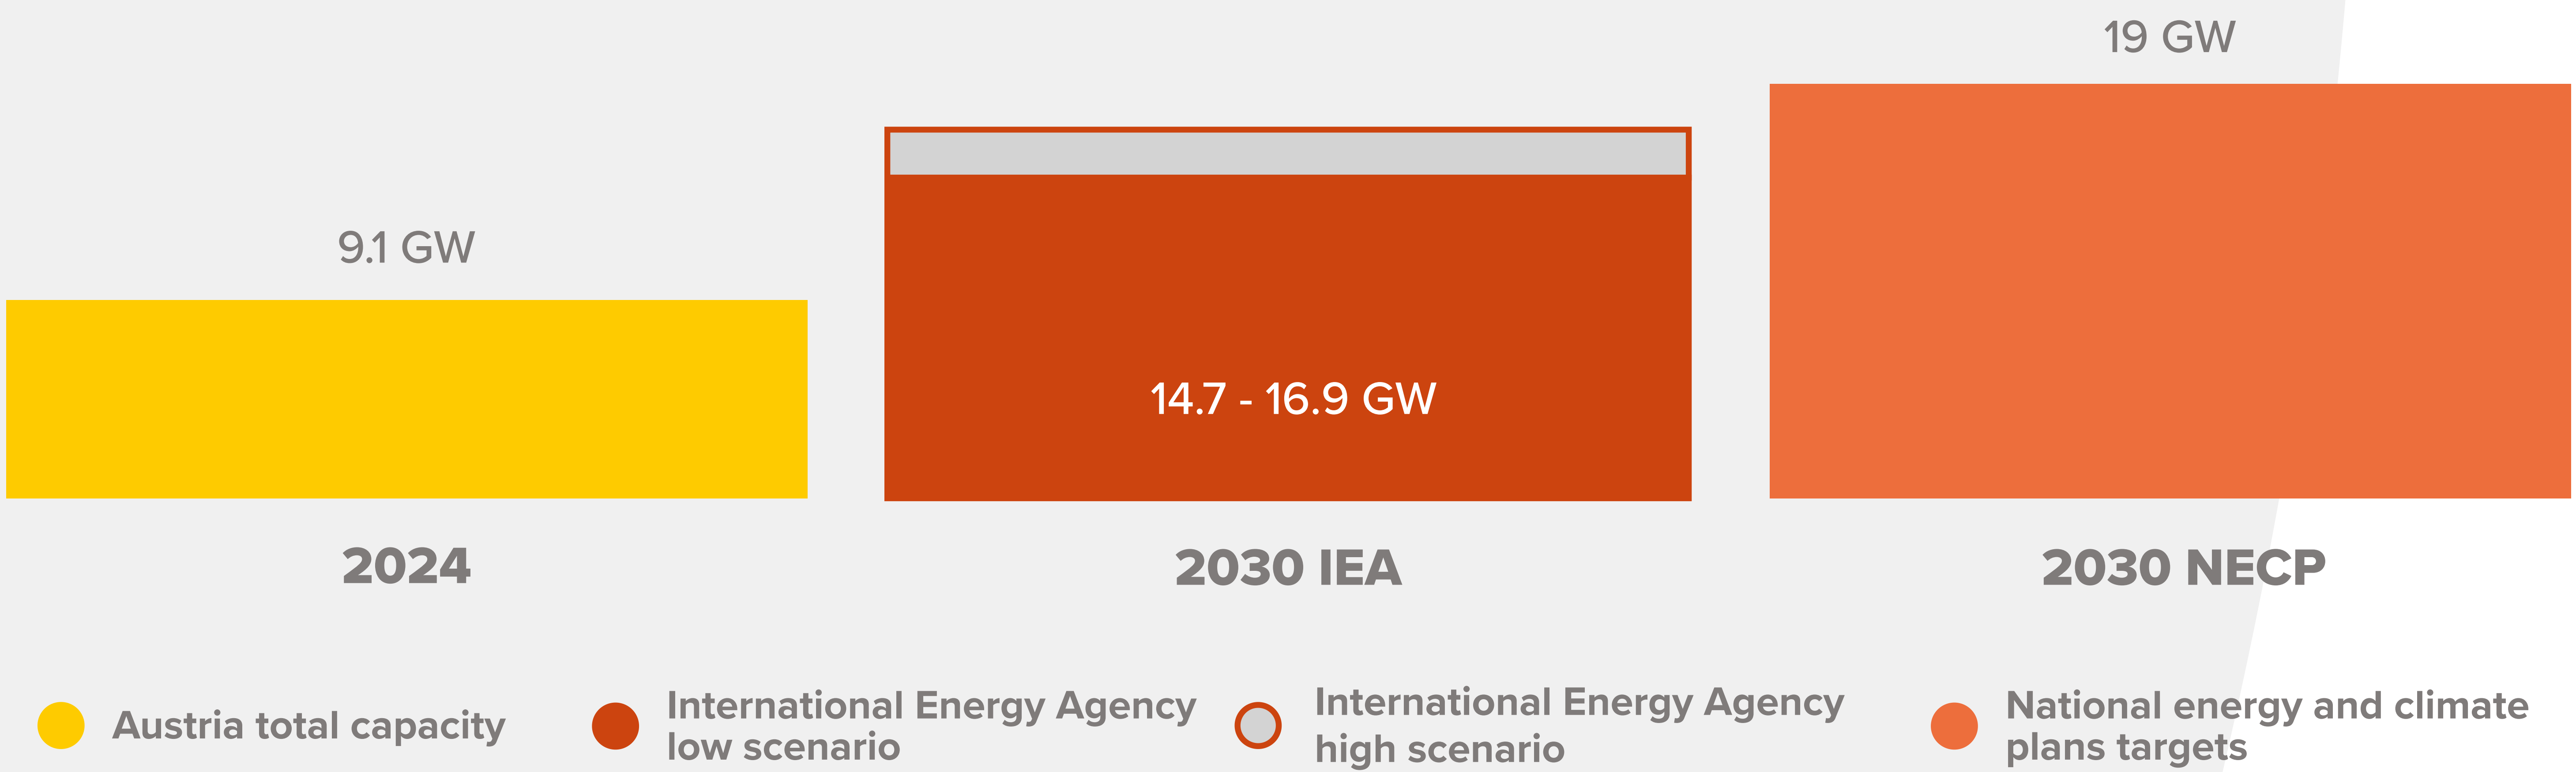 19 GW
9.1 GW
14.7 - 16.9 GW
2024
2030 IEA
2030 NECP
Austria total capacity
International Energy Agency
low scenario
International Energy Agency
high scenario
National energy and climate
plans targets